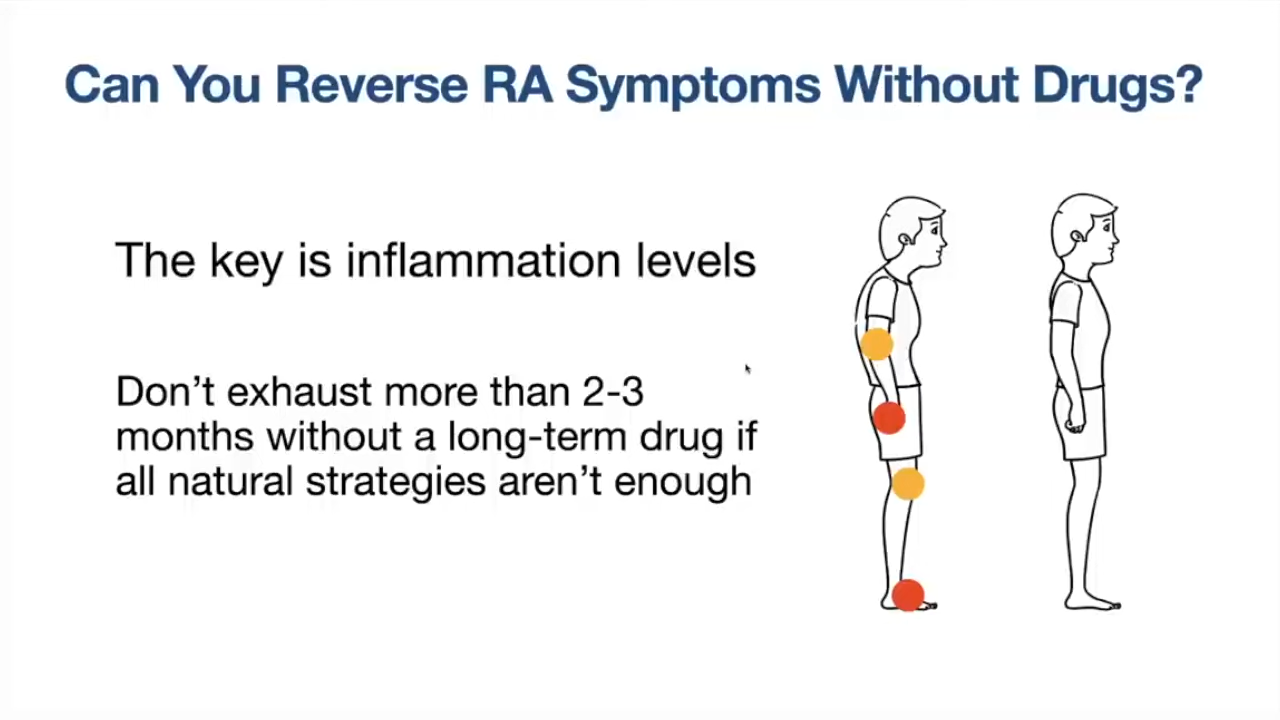 Can You Reverse RA Symptoms Without Drugs?
The key is inflammation levels
Don’t exhaust more than 2-3
months without a long-term drug if
all natural strategies aren’t enough